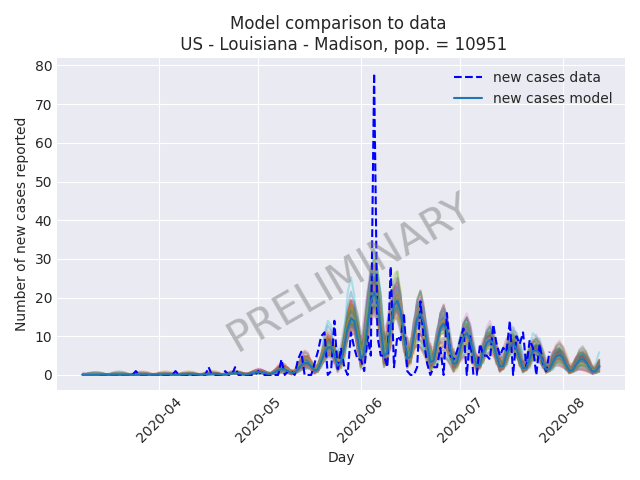 Model comparison to data
US - Louisiana - Madison, pop. = 10951
Number of new cases reported
80
70
60
50
40
30
20
10
0
new cases data
new cases model
PRELIMINARY
2020-04
2020-05
2020-06
2020-07
2020-08
Day